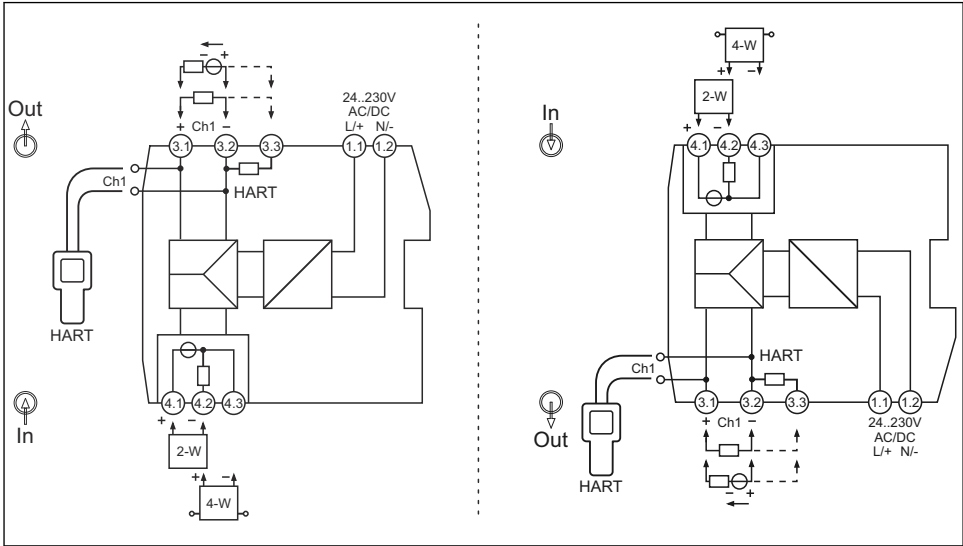 − +
24..230V
AC/DC
L/+ N/-
Out
+ Ch1 −
3.1 3.2 3.3 1.1 1.2
Ch1
HART
HART
4.1 4.2 4.3
In
+ −
2-W
+ −
4-W
4-W
+ −
2-W
In
+ −
4.1 4.2 4.3
HART
Ch1
3.1 3.2 3.3 1.1 1.2
Out
+ Ch1 −
24..230V
AC/DC
L/+ N/-
HART
− +